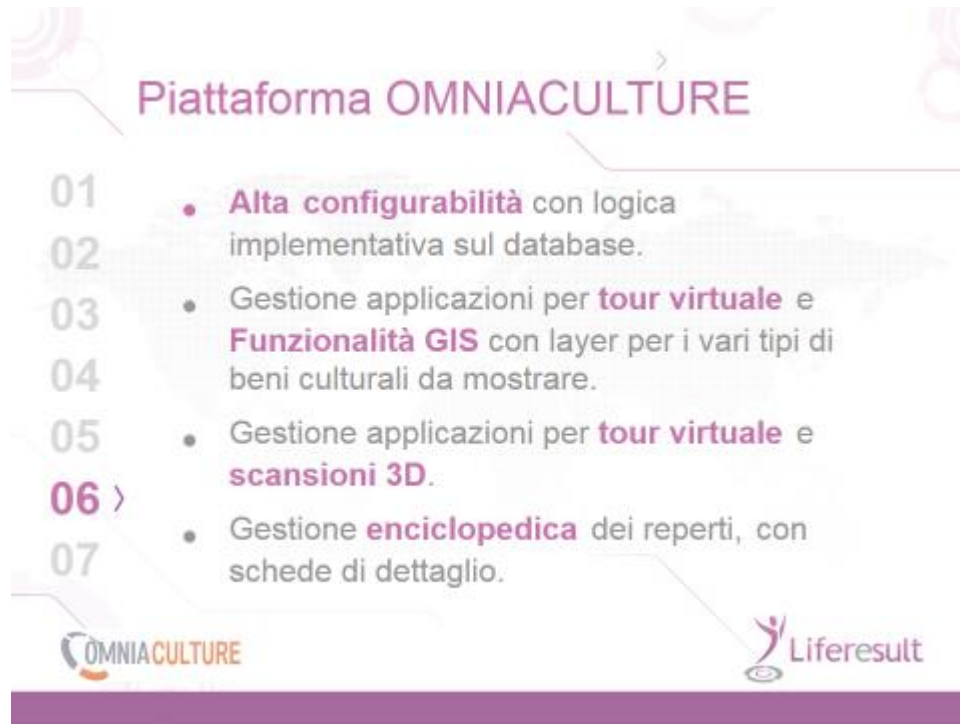 Piattaforma OMNIACULTURE
01
02
03
04
05
06
07
Alta configurabilità con logica
implementativa sul database.
Gestione applicazioni per tour virtuale e
Funzionalità GIS con layer per i vari tipi di
beni culturali da mostrare.
Gestione applicazioni per tour virtuale e
scansioni 3D.
Gestione enciclopedica dei reperti, con
schede di dettaglio.
OMNIACULTURE
Liferesult